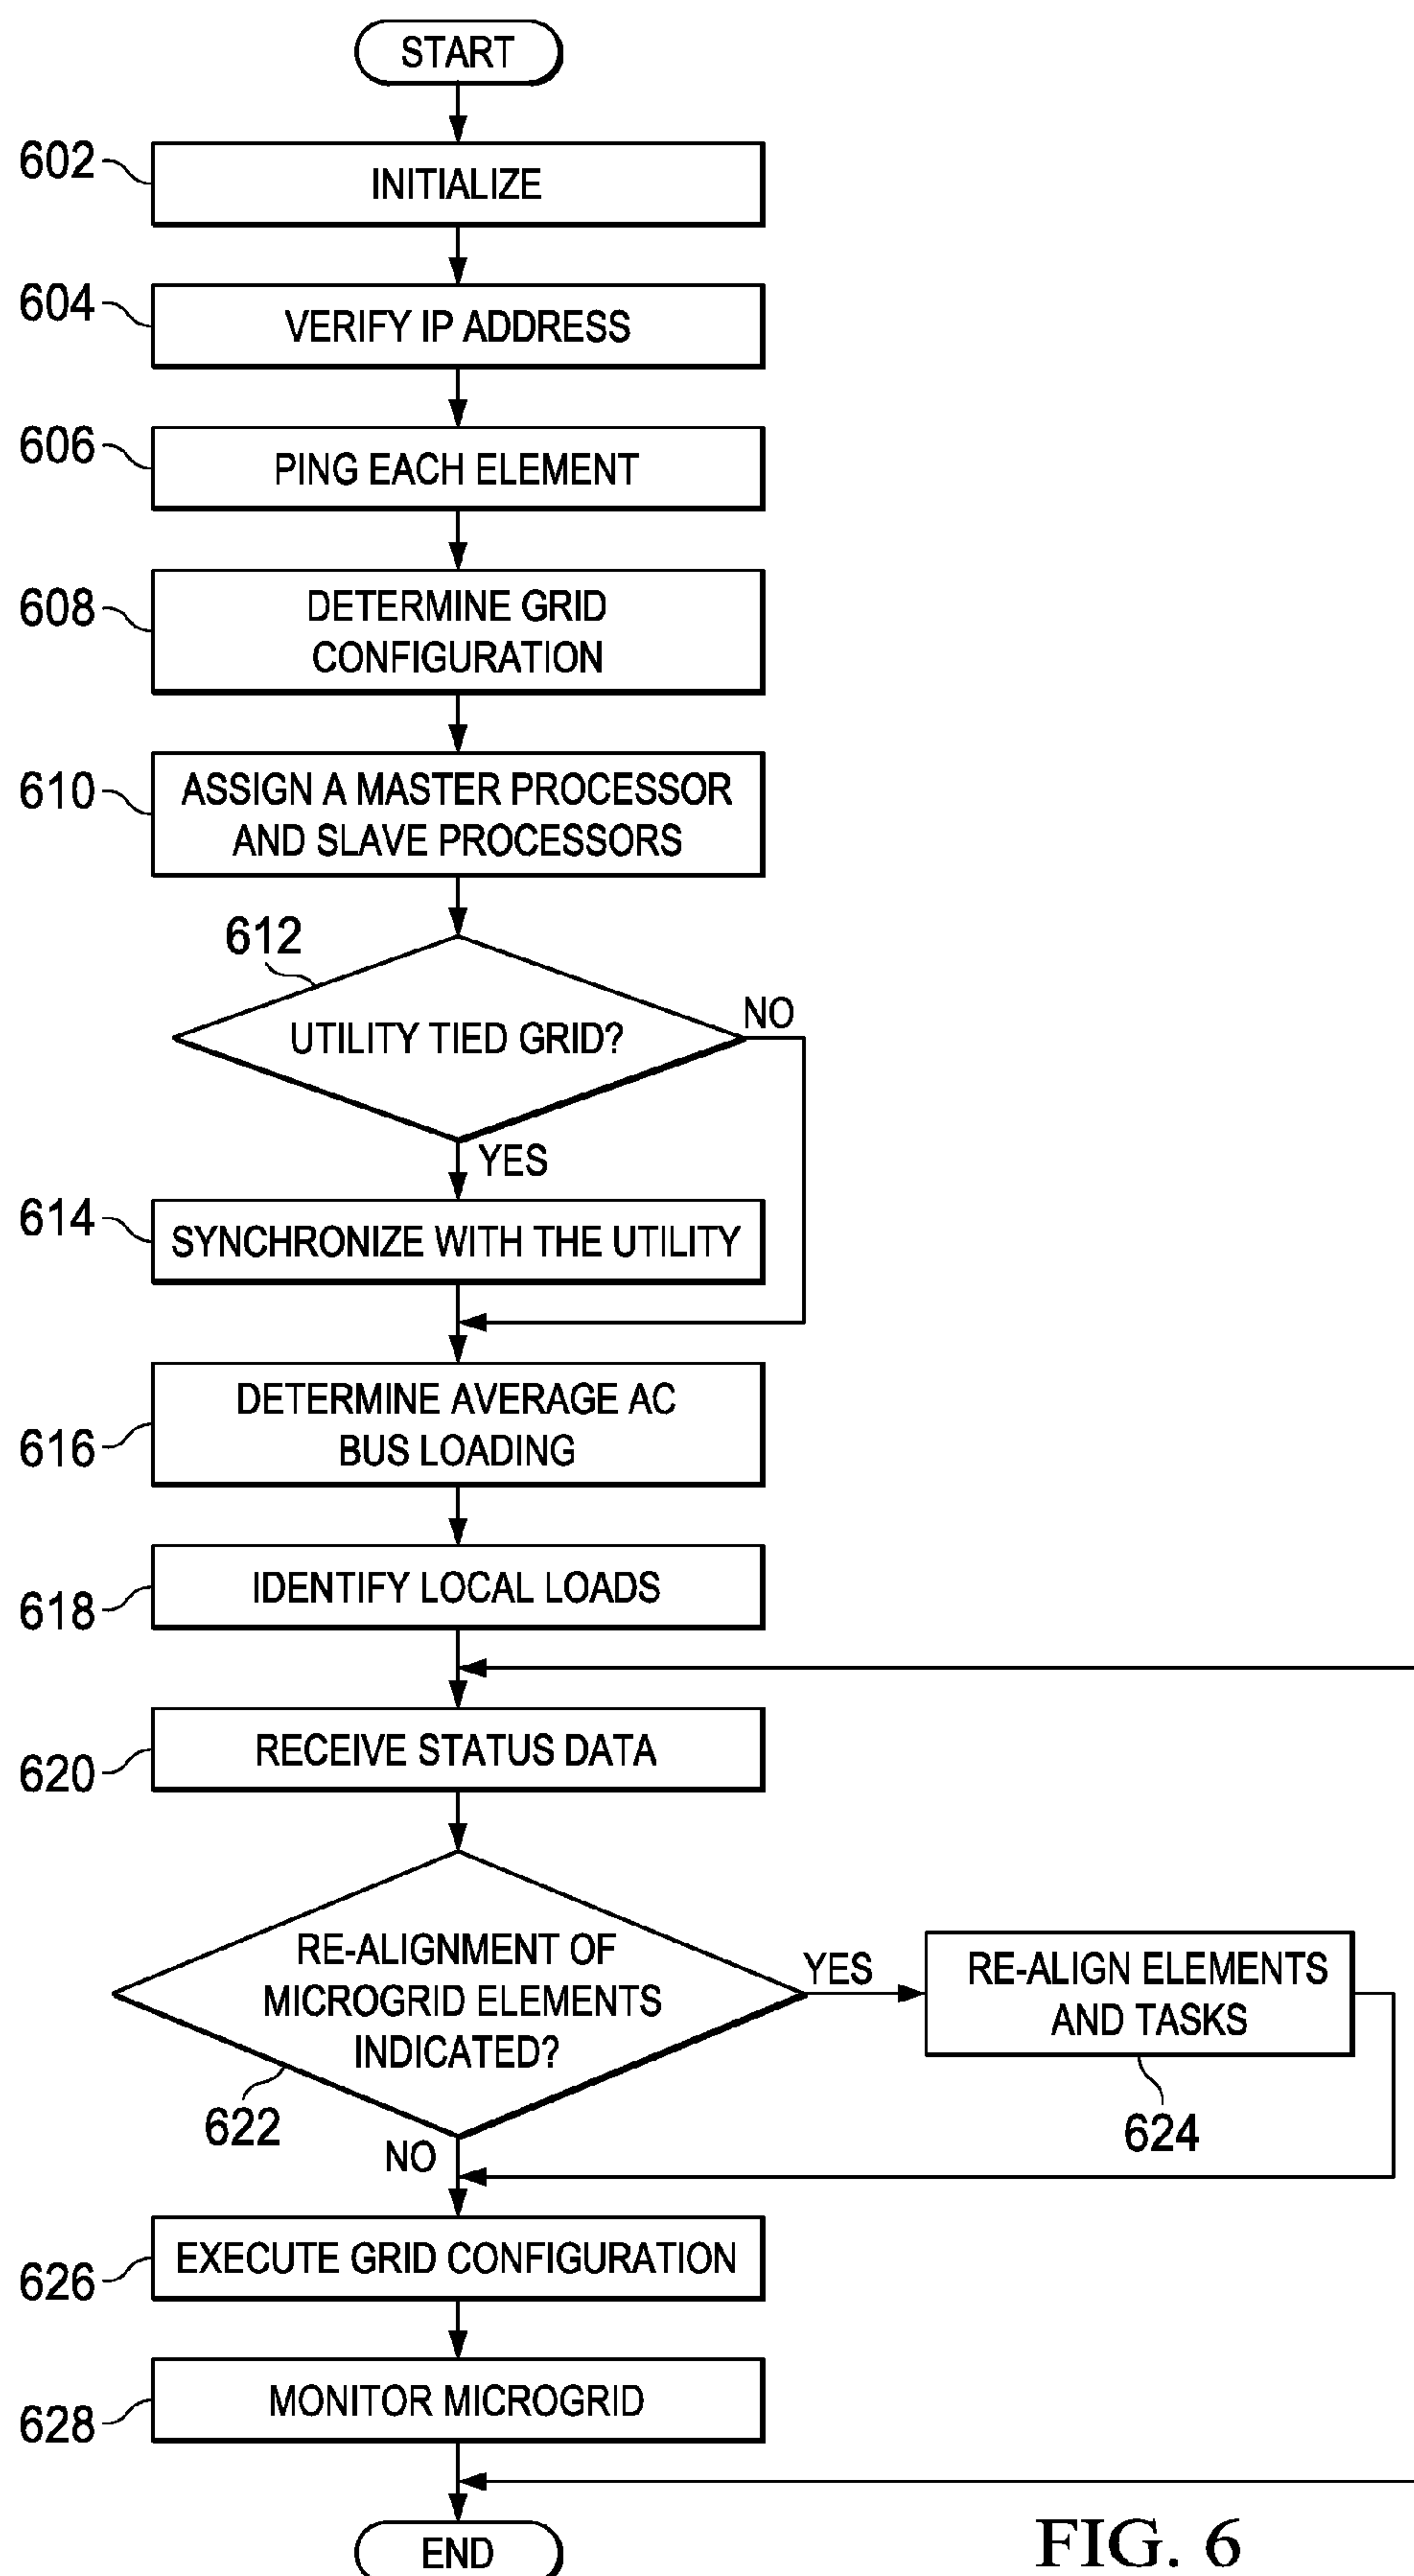 START
602
INITIALIZE
604
VERIFY IP ADDRESS
606
PING EACH ELEMENT
608
DETERMINE GRID
CONFIGURATION
610
ASSIGN A MASTER PROCESSOR
AND SLAVE PROCESSORS
612
UTILITY TIED GRID?
NO
YES
614
SYNCHRONIZE WITH THE UTILITY
616
DETERMINE AVERAGE AC
BUS LOADING
618
IDENTIFY LOCAL LOADS
620
RECEIVE STATUS DATA
RE-ALIGNMENT OF
MICROGRID ELEMENTS
INDICATED?
622
YES
RE-ALIGN ELEMENTS
AND TASKS
624
NO
626
EXECUTE GRID CONFIGURATION
628
MONITOR MICROGRID
END
FIG. 6